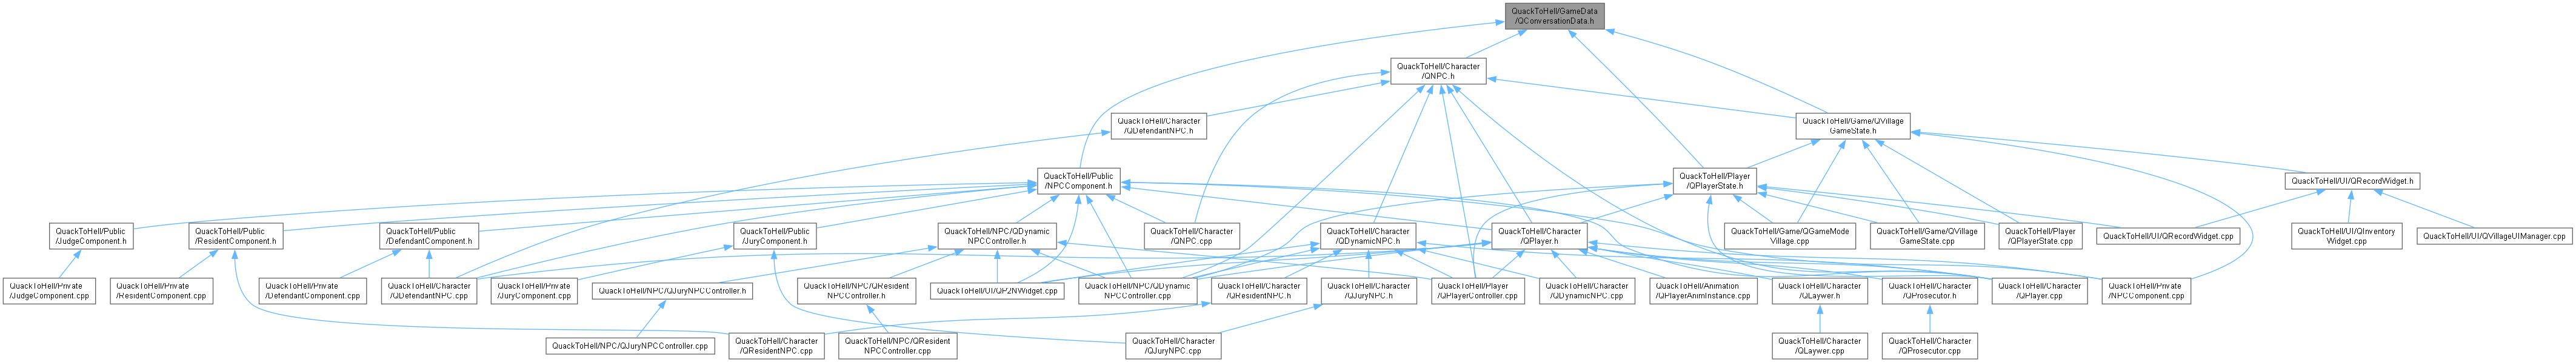 QuackToHell/GameData
/QConversationData.h
QuackToHell/Character
/QNPC.h
QuackToHell/Character
/QDefendantNPC.h
QuackToHell/Game/QVillage
GameState.h
QuackToHell/Public
/NPCComponent.h
QuackToHell/Player
/QPlayerState.h
QuackToHell/UI/QRecordWidget.h
QuackToHell/Public
/JudgeComponent.h
QuackToHell/Public
/ResidentComponent.h
QuackToHell/Public
/DefendantComponent.h
QuackToHell/Public
/JuryComponent.h
QuackToHell/NPC/QDynamic
NPCController.h
QuackToHell/Character
/QNPC.cpp
QuackToHell/Character
/QDynamicNPC.h
QuackToHell/Character
/QPlayer.h
QuackToHell/Game/QGameMode
Village.cpp
QuackToHell/Game/QVillage
GameState.cpp
QuackToHell/Player
/QPlayerState.cpp
QuackToHell/UI/QRecordWidget.cpp
QuackToHell/UI/QInventory
Widget.cpp
QuackToHell/UI/QVillageUIManager.cpp
QuackToHell/Private
/JudgeComponent.cpp
QuackToHell/Private
/ResidentComponent.cpp
QuackToHell/Private
/DefendantComponent.cpp
QuackToHell/Character
/QDefendantNPC.cpp
QuackToHell/Private
/JuryComponent.cpp
QuackToHell/NPC/QJuryNPCController.h
QuackToHell/NPC/QResident
NPCController.h
QuackToHell/UI/QP2NWidget.cpp
QuackToHell/NPC/QDynamic
NPCController.cpp
QuackToHell/Character
/QResidentNPC.h
QuackToHell/Character
/QJuryNPC.h
QuackToHell/Player
/QPlayerController.cpp
QuackToHell/Character
/QDynamicNPC.cpp
QuackToHell/Animation
/QPlayerAnimInstance.cpp
QuackToHell/Character
/QLaywer.h
QuackToHell/Character
/QProsecutor.h
QuackToHell/Character
/QPlayer.cpp
QuackToHell/Private
/NPCComponent.cpp
QuackToHell/NPC/QJuryNPCController.cpp
QuackToHell/Character
/QResidentNPC.cpp
QuackToHell/NPC/QResident
NPCController.cpp
QuackToHell/Character
/QJuryNPC.cpp
QuackToHell/Character
/QLaywer.cpp
QuackToHell/Character
/QProsecutor.cpp